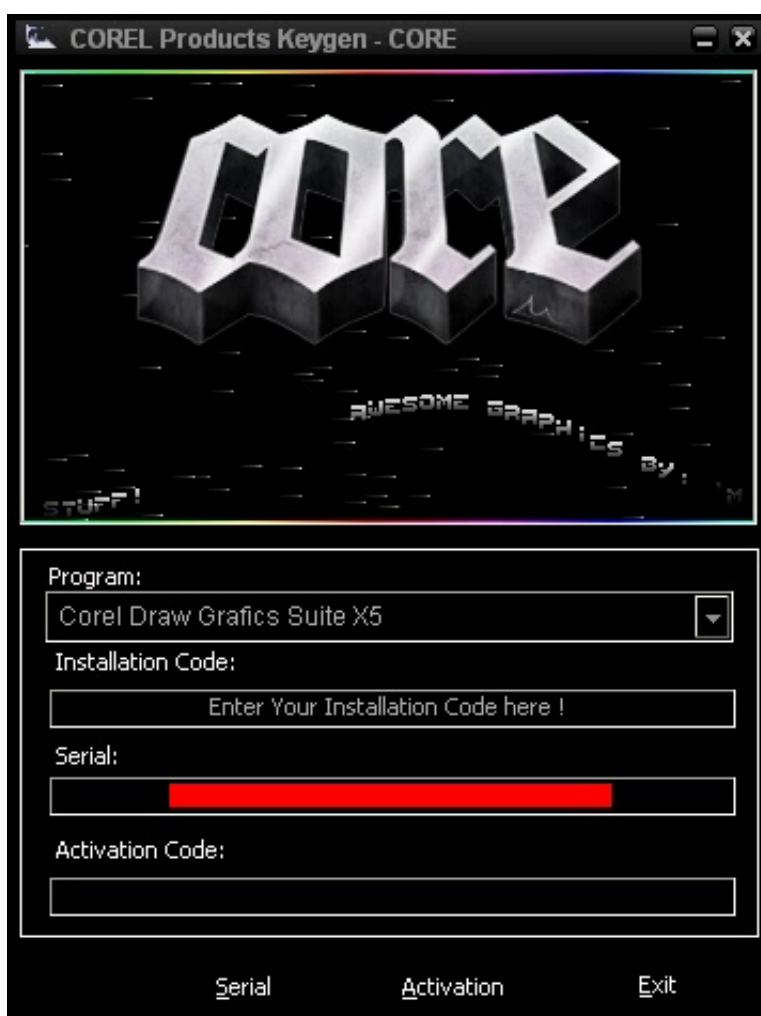 COREL Products Keygen - CORE
core
AWESOME GRAPHiCS By: 'M
STUFF!
Program:
Corel Draw Grafics Suite X5
Installation Code:
Enter Your Installation Code here !
Serial:
Activation Code:
Serial Activation Exit